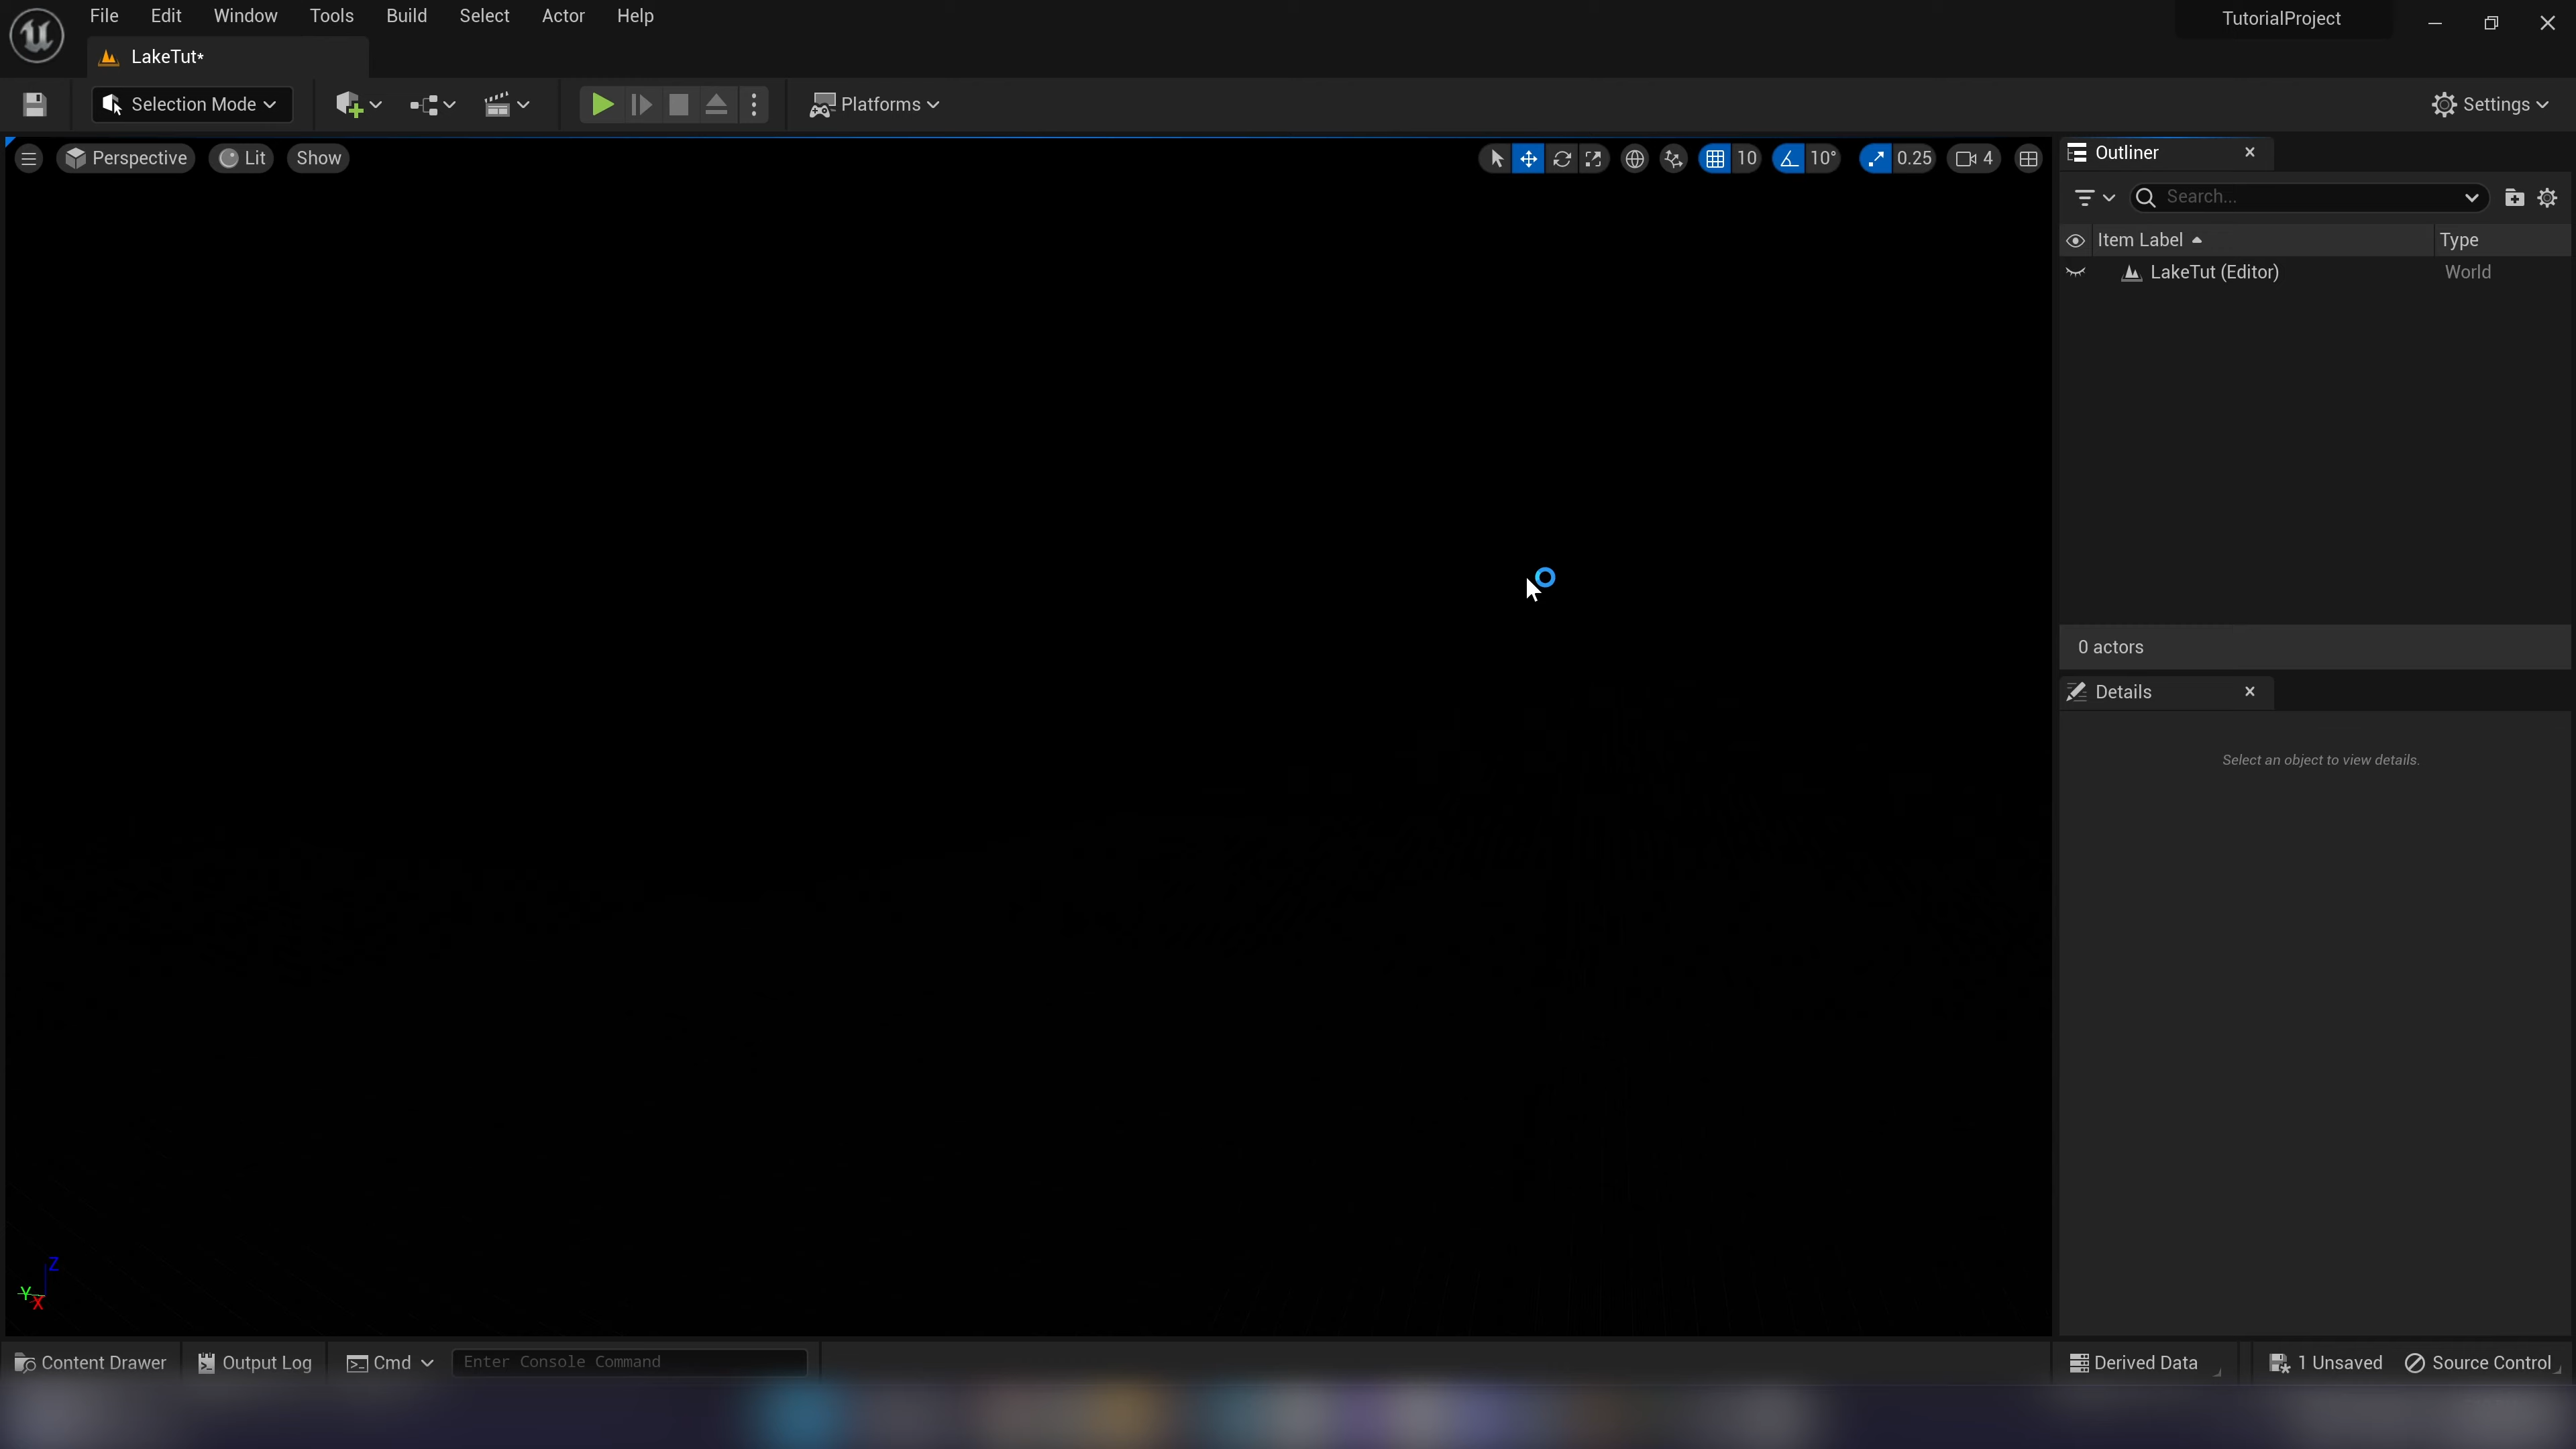 File Edit Window Tools Build Select Actor Help
TutorialProject
LakeTut*
Selection Mode
Platforms
Settings
Perspective Lit Show
10 10° 0.25 4
Outliner
Search...
Item Label Type
LakeTut (Editor) World
0 actors
Details
Select an object to view details.
Z
Y
X
Content Drawer Output Log Cmd Enter Console Command
Derived Data 1 Unsaved Source Control